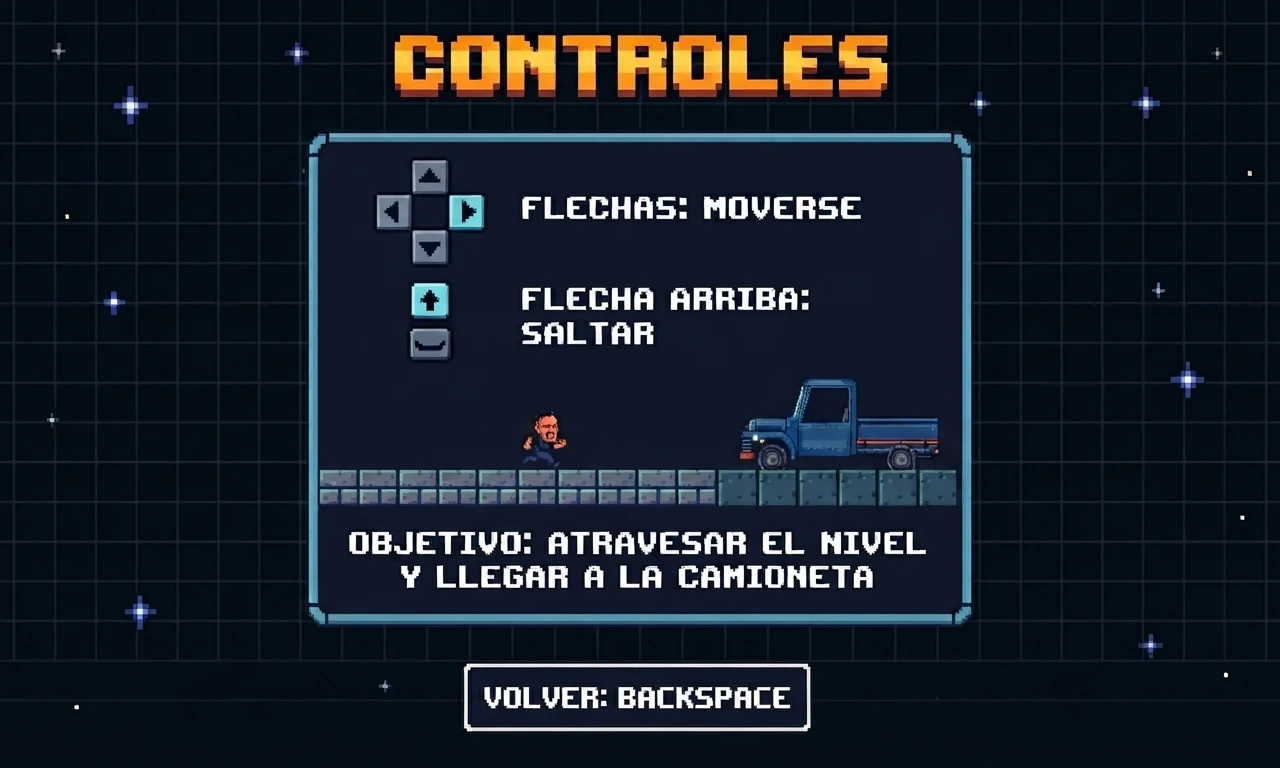 CONTROLES
FLECHAS: MOVERSE
FLECHA ARRIBA:
SALTAR
OBJETIVO: ATRAVESAR EL NIVEL
Y LLEGAR A LA CAMIONETA
VOLVER: BACKSPACE